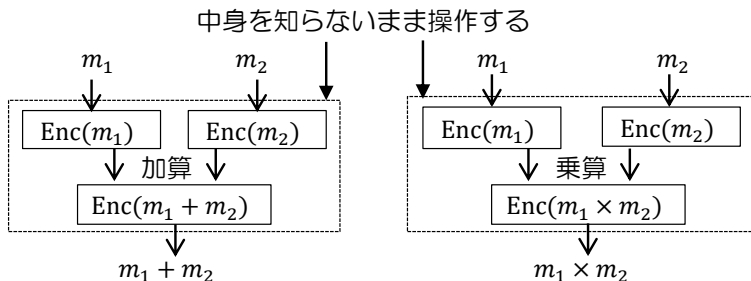 中身を知らないまま操作する
m₁ m₂ m₁ m₂
Enc(m₁) Enc(m₂) Enc(m₁) Enc(m₂)
加算 乗算
Enc(m₁ + m₂) Enc(m₁ × m₂)
m₁ + m₂ m₁ × m₂